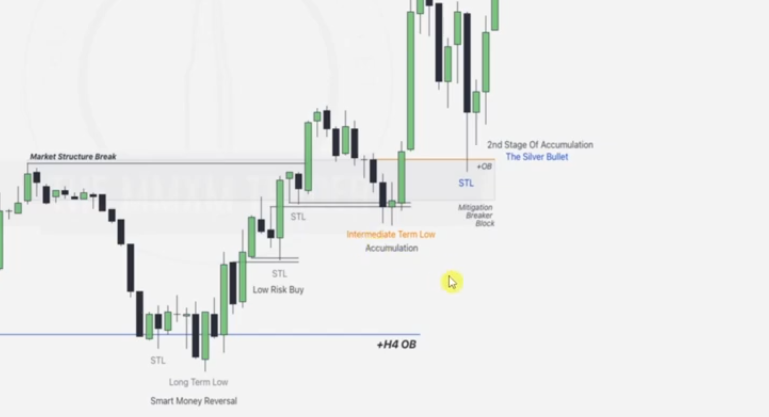 Market Structure Break
2nd Stage Of Accumulation
The Silver Bullet
+OB
STL
Mitigation
Breaker
Block
STL
Intermediate Term Low
Accumulation
STL
Low Risk Buy
+H4 OB
STL
Long Term Low
Smart Money Reversal